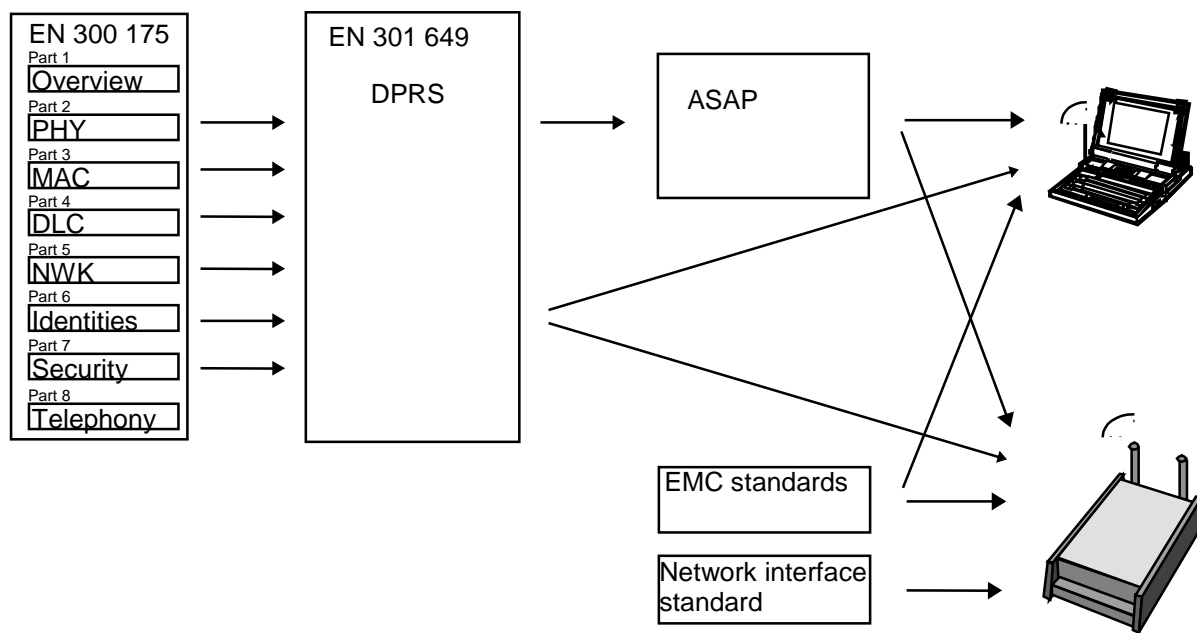 EN 300 175
Part 1
Overview
Part 2
PHY
Part 3
MAC
Part 4
DLC
Part 5
NWK
Part 6
Identities
Part 7
Security
Part 8
Telephony
EN 301 649
DPRS
ASAP
EMC standards
Network interface
standard